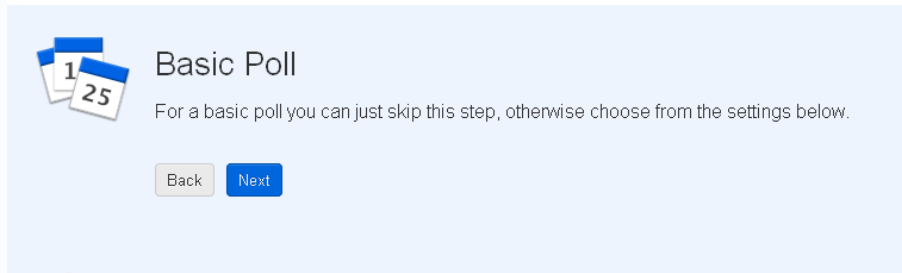 1
25
Basic Poll
For a basic poll you can just skip this step, otherwise choose from the settings below.
Back Next